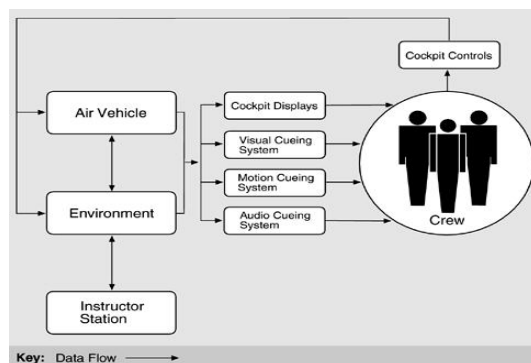 Cockpit Controls
Air Vehicle
Cockpit Displays
Visual Cueing
System
Motion Cueing
System
Environment
Audio Cueing
System
Crew
Instructor
Station
Key: Data Flow